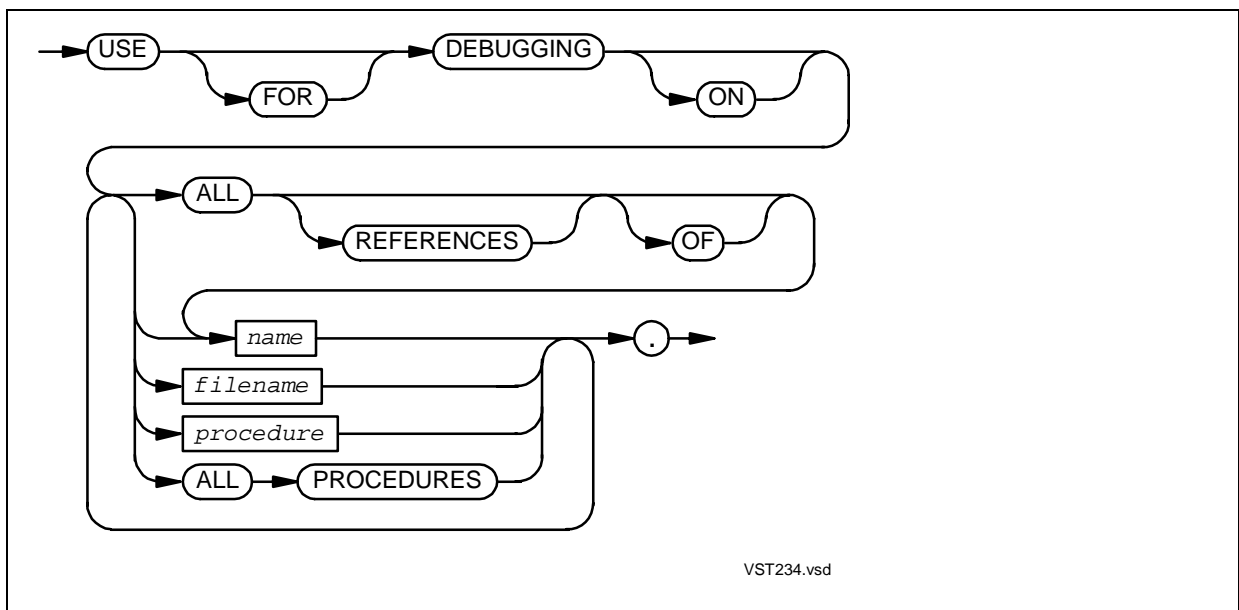 USE DEBUGGING
FOR ON
ALL
REFERENCES OF
name .
filename
procedure
ALL PROCEDURES
VST234.vsd